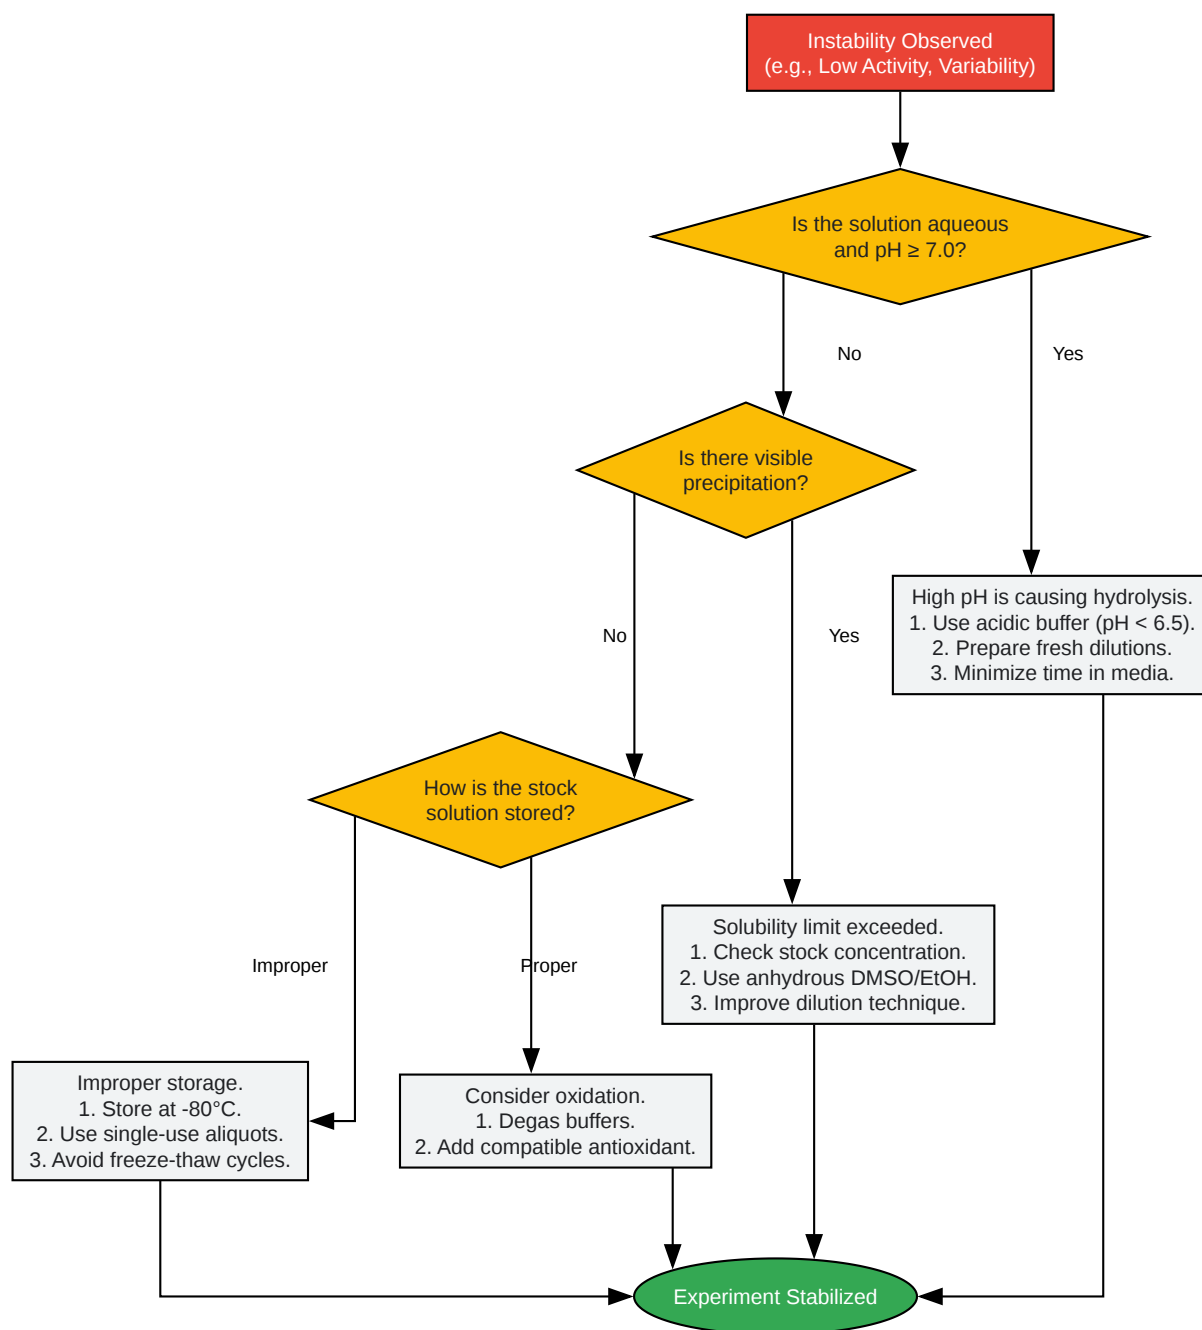 Instability Observed
(e.g., Low Activity, Variability)
Is the solution aqueous
and pH ≥ 7.0?
No
Yes
Is there visible
precipitation?
High pH is causing hydrolysis.
1. Use acidic buffer (pH < 6.5).
2. Prepare fresh dilutions.
3. Minimize time in media.
No
Yes
How is the stock
solution stored?
Solubility limit exceeded.
1. Check stock concentration.
2. Use anhydrous DMSO/EtOH.
3. Improve dilution technique.
Improper
Proper
Improper storage.
1. Store at -80°C.
2. Use single-use aliquots.
3. Avoid freeze-thaw cycles.
Consider oxidation.
1. Degas buffers.
2. Add compatible antioxidant.
Experiment Stabilized